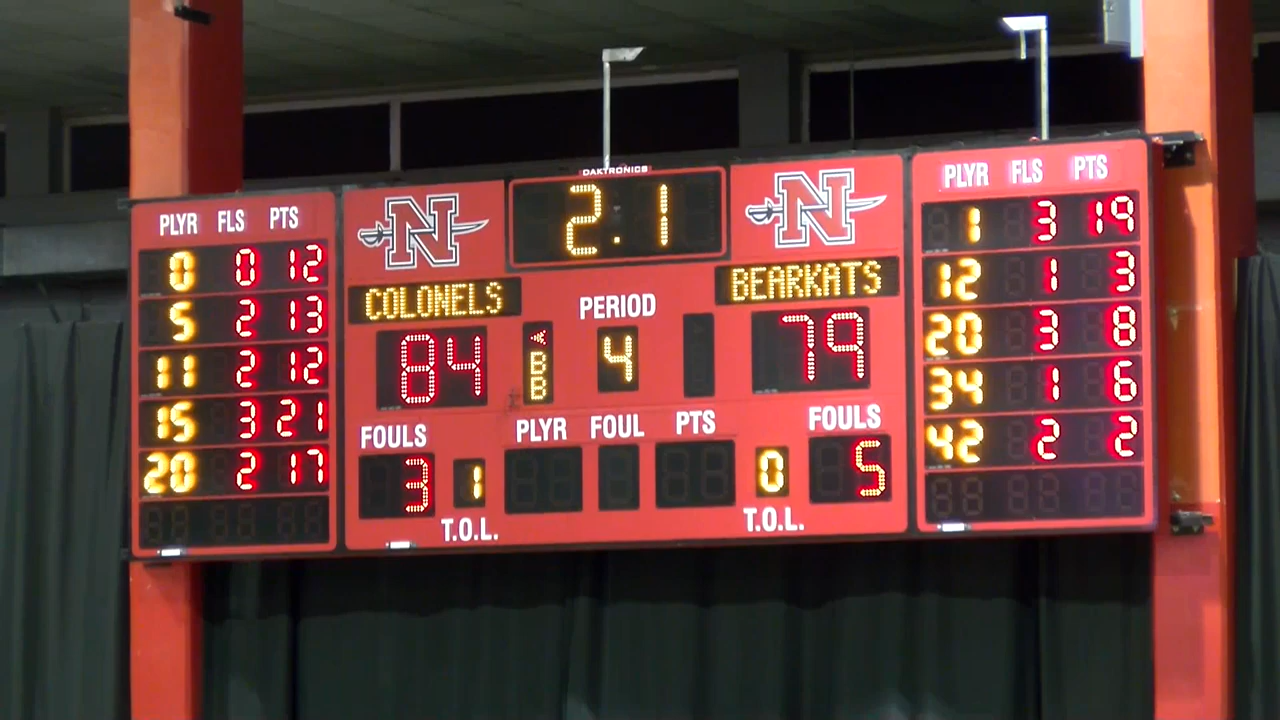 DAKTRONICS
2.1
N
N
COLONELS
BEARKATS
PERIOD
84
A
B
B
4
79
FOULS
PLYR FOUL PTS
FOULS
3
1
0
5
T.O.L.
T.O.L.
PLYR FLS PTS
0 0 12
5 2 13
11 2 12
15 3 21
20 2 17
PLYR FLS PTS
1 3 19
12 1 3
20 3 8
34 1 6
42 2 2